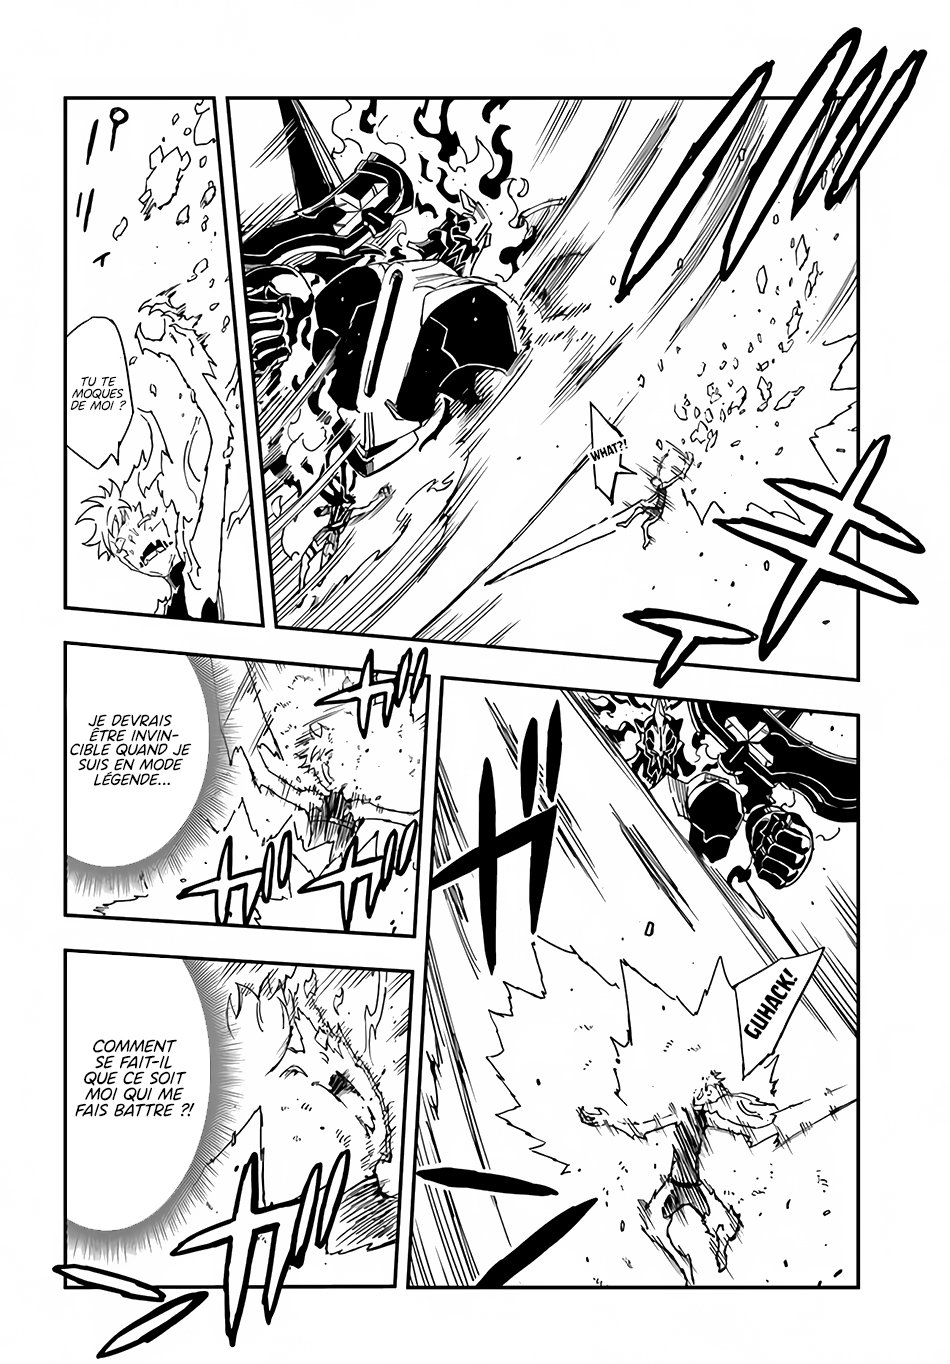 WHAT?!
TU TE
MOQUES
DE MOI ?
GUHACK!
JE DEVRAIS
ÊTRE INVIN-
CIBLE QUAND JE
SUIS EN MODE
LÉGENDE...
COMMENT
SE FAIT-IL
QUE CE SOIT
MOI QUI ME
FAIS BATTRE ?!